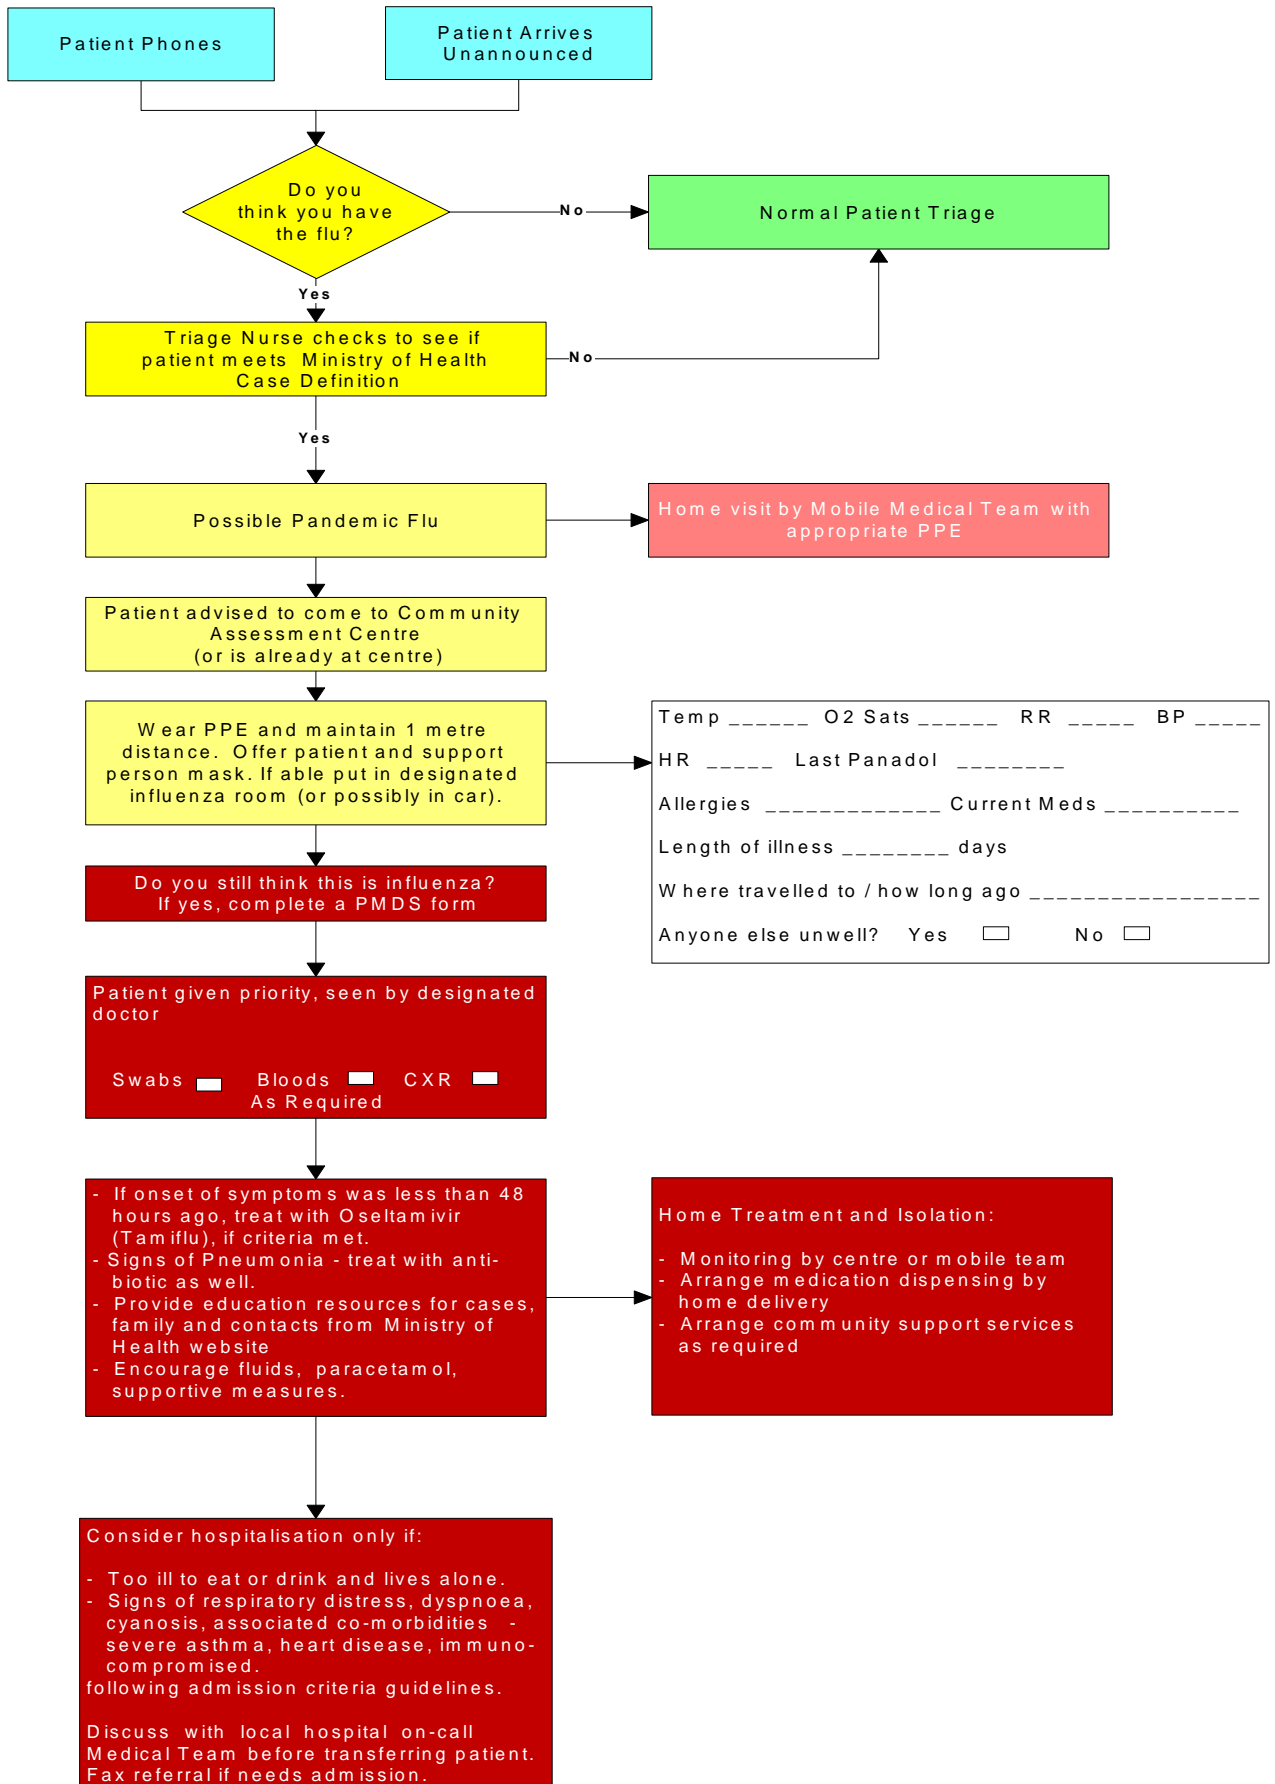 Patient Phones
Patient Arrives
Unannounced
Do you
think you have
the flu?
No
Normal Patient Triage
Yes
Triage Nurse checks to see if
patient meets Ministry of Health
Case Definition
No
Yes
Possible Pandemic Flu
Home visit by Mobile Medical Team with
appropriate PPE
Patient advised to come to Community
Assessment Centre
(or is already at centre)
Wear PPE and maintain 1 metre
distance. Offer patient and support
person mask. If able put in designated
influenza room (or possibly in car).
Temp ______ O2 Sats ______ RR _____ BP _____
HR _____ Last Panadol ________
Allergies _____________ Current Meds __________
Length of illness ________ days
Where travelled to / how long ago _________________
Anyone else unwell? Yes No
Do you still think this is influenza?
If yes, complete a PMDS form
Patient given priority, seen by designated
doctor
Swabs Bloods CXR
As Required
- If onset of symptoms was less than 48
hours ago, treat with Oseltamivir
(Tamiflu), if criteria met.
- Signs of Pneumonia - treat with anti-
biotic as well.
- Provide education resources for cases,
family and contacts from Ministry of
Health website
- Encourage fluids, paracetamol,
supportive measures.
Home Treatment and Isolation:
- Monitoring by centre or mobile team
- Arrange medication dispensing by
home delivery
- Arrange community support services
as required
Consider hospitalisation only if:
- Too ill to eat or drink and lives alone.
- Signs of respiratory distress, dyspnoea,
cyanosis, associated co-morbidities -
severe asthma, heart disease, immuno-
compromised.
following admission criteria guidelines.
Discuss with local hospital on-call
Medical Team before transferring patient.
Fax referral if needs admission.